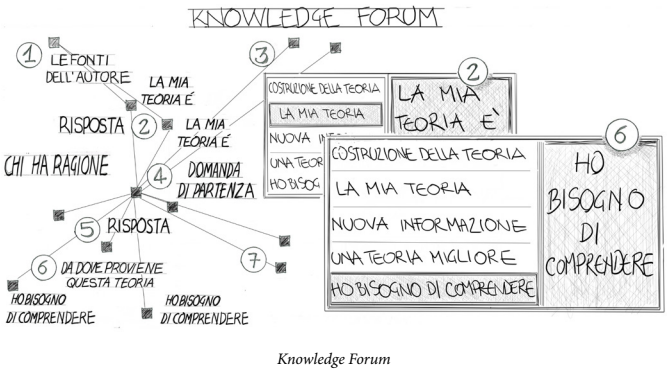 KNOWLEDGE FORUM
1
LE FONTI
DELL'AUTORE
LA MIA
TEORIA É
RISPOSTA
2
LA MIA
TEÓRIA É
CHI HA RAGIONE
4
DOMANDA
DI PARTENZA
5
RISPOSTA
6
DA DOVE PROVIENE
QUESTA TEORIA
7
HO BISOGNO
DI COMPRENDERE
HO BISOGNO
DI COMPRENDERE
3
COSTRUZIONE DELLA TEORIA
LA MIA TEORIA
NUOVA
UNA TEOR
HO BISOG
2
LA MIA
TEORIA E'
COSTRUZIONE DELLA TEORIA
LA MIA TEORIA
NUOVA INFORMAZIONE
UNA TEORIA MIGLIORE
HO BISOGNO DI COMPRENDERE
6
HO
BISOGNO
DI
COMPRENDERE
Knowledge Forum